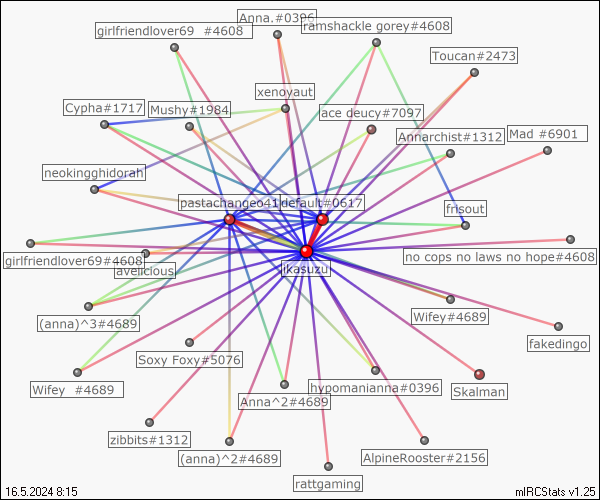 Anna.#0396
girlfriendlover69 #4608
ramshackle gorey#4608
Toucan#2473
xenoyaut
Cypha#1717
Mushy#1984
ace deucy#7097
Annarchist#1312
Mad #6901
neokingghidorah
pastachangeo41
default#0617
frisout
girlfriendlover69#4608
avelicious
ikasuzu
no cops no laws no hope#4608
(anna)^3#4689
Wifey#4689
fakedingo
Soxy Foxy#5076
Wifey #4689
Anna^2#4689
hypomanianna#0396
Skalman
zibbits#1312
(anna)^2#4689
AlpineRooster#2156
rattgaming
16.5.2024 8:15
mIRCStats v1.25